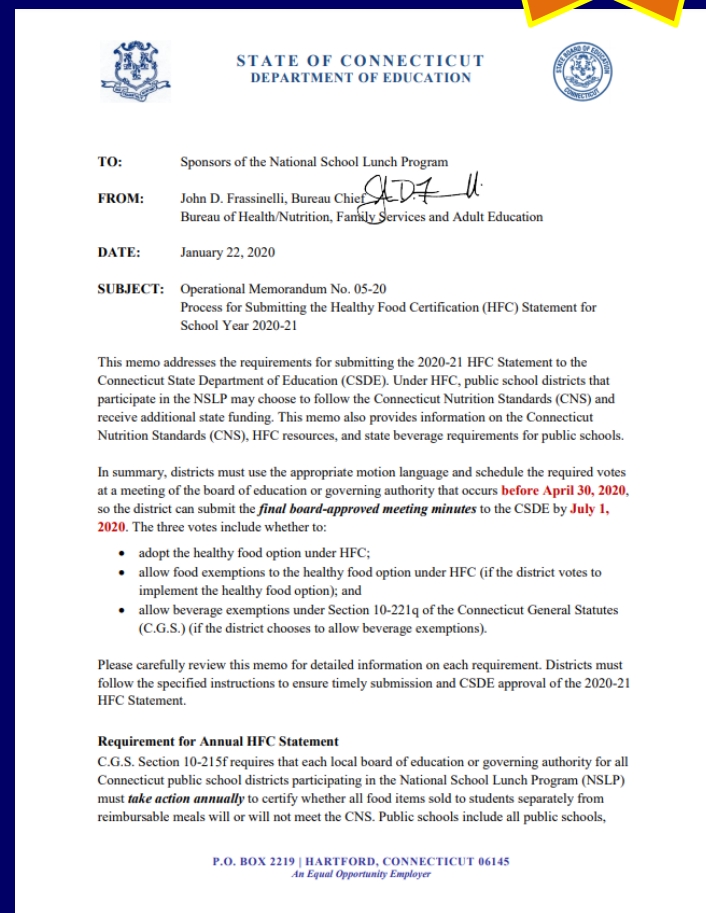 STATE OF CONNECTICUT
DEPARTMENT OF EDUCATION
TO: Sponsors of the National School Lunch Program
FROM: John D. Frassinelli, Bureau Chief
Bureau of Health/Nutrition, Family Services and Adult Education
DATE: January 22, 2020
SUBJECT: Operational Memorandum No. 05-20
Process for Submitting the Healthy Food Certification (HFC) Statement for
School Year 2020-21
This memo addresses the requirements for submitting the 2020-21 HFC Statement to the
Connecticut State Department of Education (CSDE). Under HFC, public school districts that
participate in the NSLP may choose to follow the Connecticut Nutrition Standards (CNS) and
receive additional state funding. This memo also provides information on the Connecticut
Nutrition Standards (CNS), HFC resources, and state beverage requirements for public schools.
In summary, districts must use the appropriate motion language and schedule the required votes
at a meeting of the board of education or governing authority that occurs before April 30, 2020,
so the district can submit the final board-approved meeting minutes to the CSDE by July 1,
2020. The three votes include whether to:
• adopt the healthy food option under HFC;
• allow food exemptions to the healthy food option under HFC (if the district votes to
implement the healthy food option); and
• allow beverage exemptions under Section 10-221q of the Connecticut General Statutes
(C.G.S.) (if the district chooses to allow beverage exemptions).
Please carefully review this memo for detailed information on each requirement. Districts must
follow the specified instructions to ensure timely submission and CSDE approval of the 2020-21
HFC Statement.
Requirement for Annual HFC Statement
C.G.S. Section 10-215f requires that each local board of education or governing authority for all
Connecticut public school districts participating in the National School Lunch Program (NSLP)
must take action annually to certify whether all food items sold to students separately from
reimbursable meals will or will not meet the CNS. Public schools include all public schools,
P.O. BOX 2219 | HARTFORD, CONNECTICUT 06145
An Equal Opportunity Employer